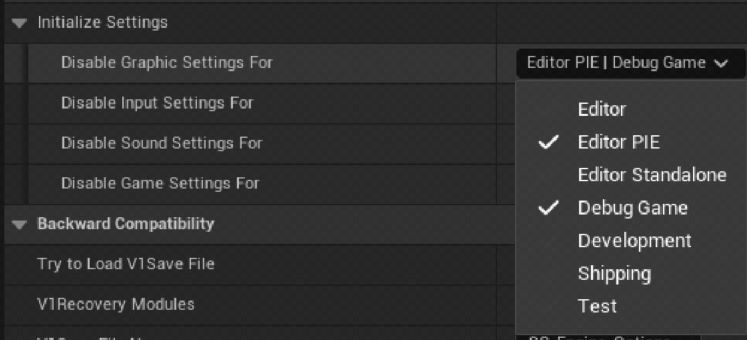 Initialize Settings
Disable Graphic Settings For
Editor PIE | Debug Game
Disable Input Settings For
Disable Sound Settings For
Disable Game Settings For
Editor
Editor PIE
Editor Standalone
Debug Game
Development
Shipping
Test
Backward Compatibility
Try to Load V1Save File
V1Recovery Modules